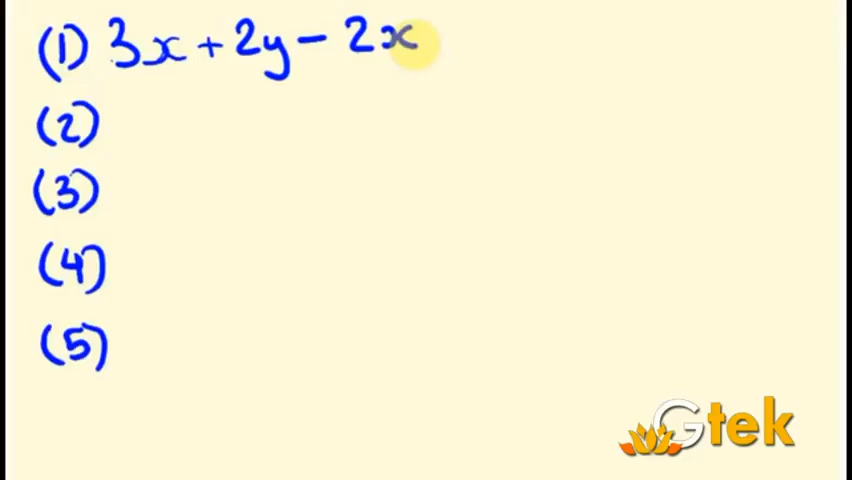 (1) 3x + 2y - 2x
(2)
(3)
(4)
(5)
Gtek